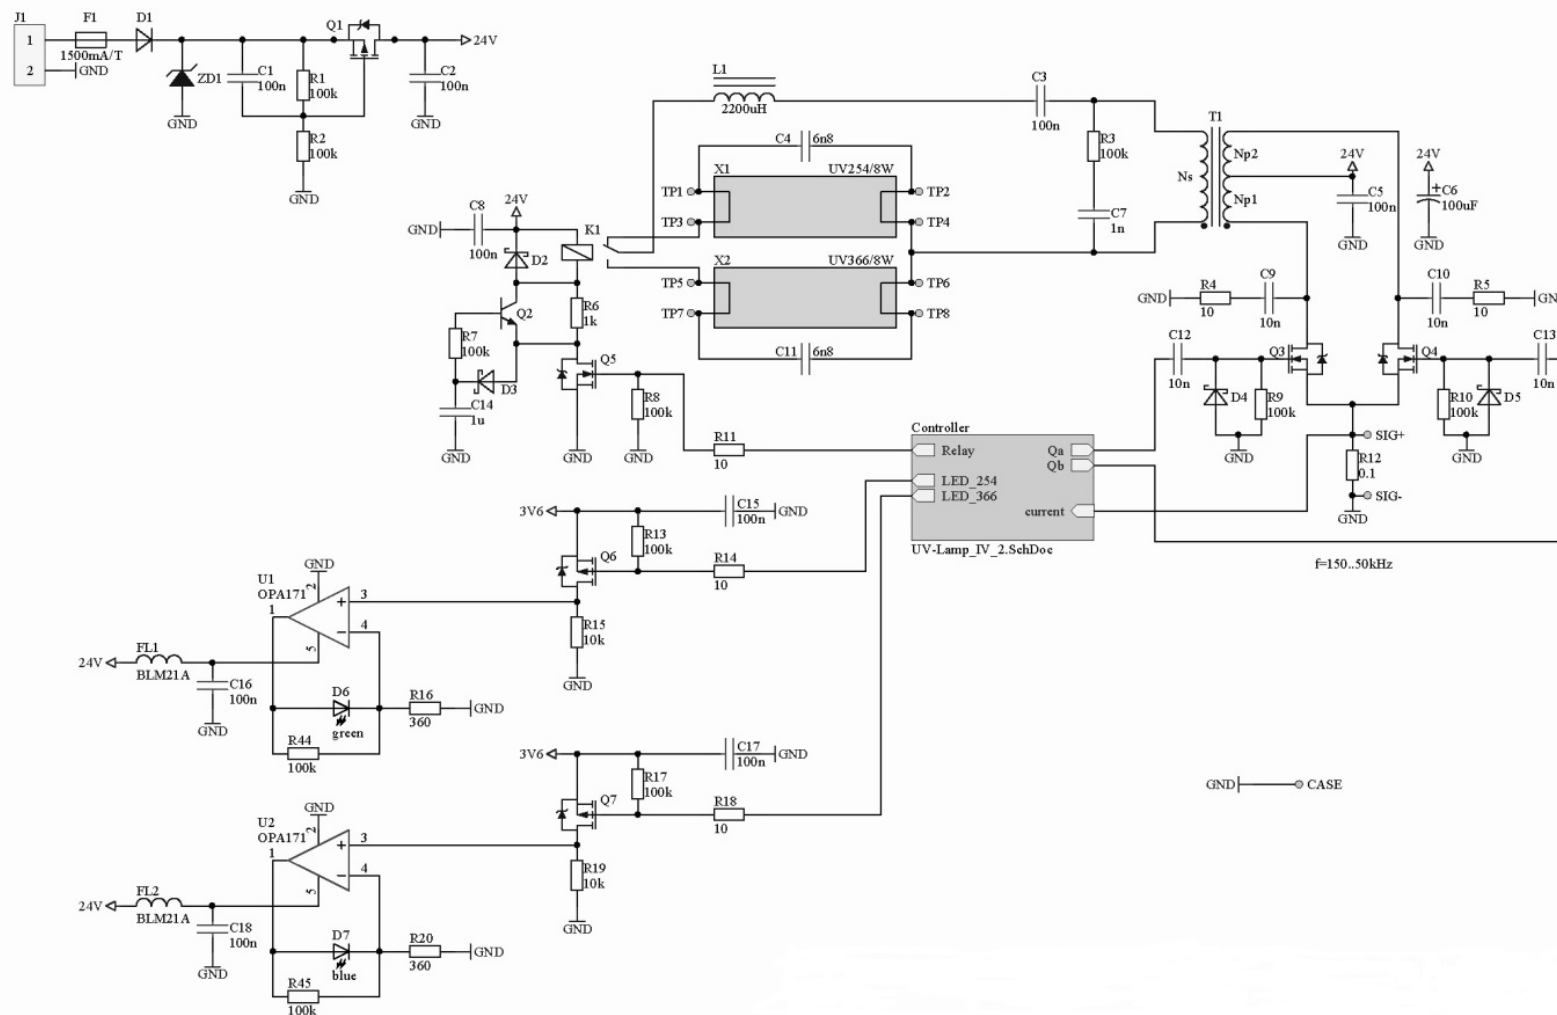 J1
1
2
F1
1500mA/T
D1
GND
ZD1
GND
C1
100n
R1
100k
R2
100k
GND
Q1
C2
100n
GND
24V
L1
2200uH
C3
100n
R3
100k
C7
1n
T1
Ns
Np2
Np1
24V
C5
100n
GND
24V
C6
100uF
GND
C4
6n8
X1
UV254/8W
TP1
TP2
TP3
TP4
X2
UV366/8W
TP5
TP6
TP7
TP8
C11
6n8
24V
C8
GND
100n
D2
K1
Q2
R6
1k
R7
100k
D3
C14
1u
GND
Q5
GND
R8
100k
GND
R11
10
R4
GND
10
C9
10n
C10
10n
R5
10
GN
C12
10n
Q3
Q4
C13
10n
D4
R9
100k
GND
R10
100k
D5
GND
SIG+
R12
0.1
SIG-
GND
Controller
Relay
LED_254
LED_366
Qa
Qb
current
UV-Lamp_IV_2.SchDoc
f=150..50kHz
3V6
C15
100n
GND
R13
100k
Q6
R14
10
R15
10k
GND
GND
U1
OPA171
1
2
3
4
5
24V
FL1
BLM21A
C16
100n
GND
D6
green
R16
360
GND
R44
100k
3V6
C17
100n
GND
R17
100k
Q7
R18
10
R19
10k
GND
GND
U2
OPA171
1
2
3
4
5
24V
FL2
BLM21A
C18
100n
GND
D7
blue
R20
360
GND
R45
100k
GND
CASE